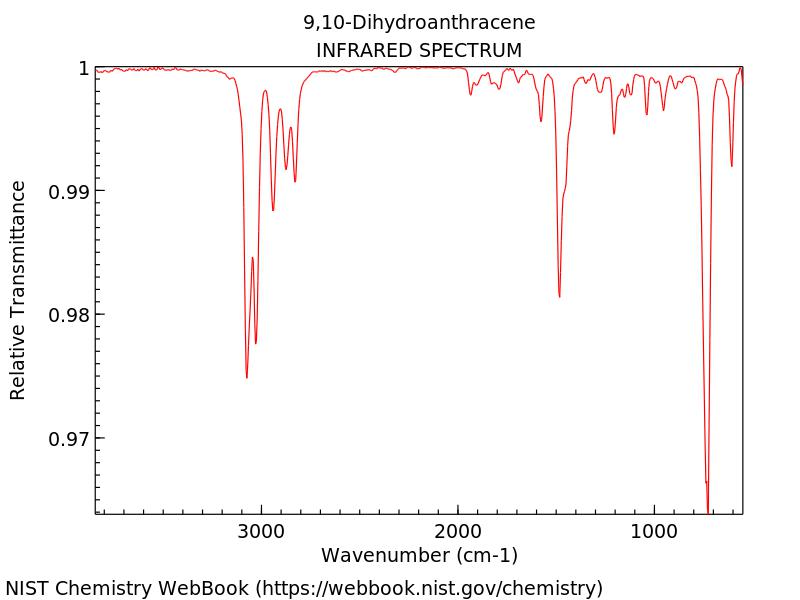 9,10-Dihydroanthracene
INFRARED SPECTRUM
1
0.99
0.98
0.97
Relative Transmittance
3000 2000 1000
Wavenumber (cm-1)
NIST Chemistry WebBook (https://webbook.nist.gov/chemistry)